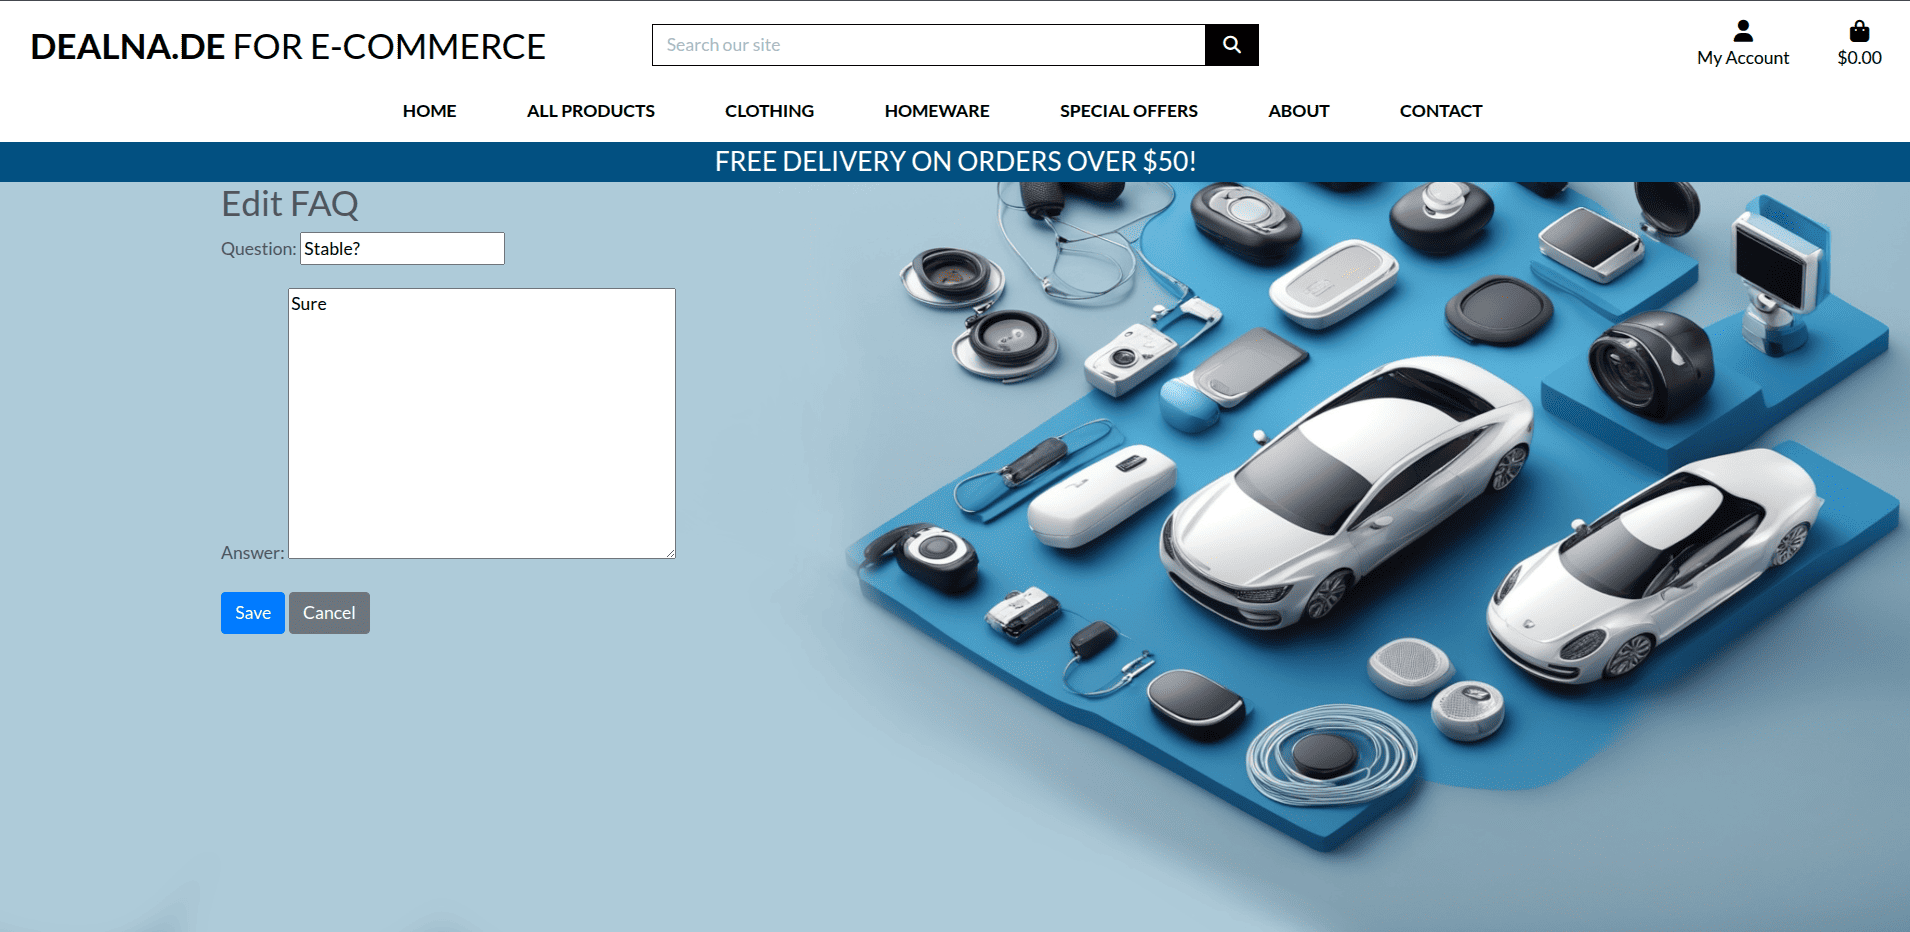 DEALNA.DE FOR E-COMMERCE
Search our site
My Account
$0.00
HOME ALL PRODUCTS CLOTHING HOMEWARE SPECIAL OFFERS ABOUT CONTACT
FREE DELIVERY ON ORDERS OVER $50!
Edit FAQ
Question: Stable?
Sure
Answer:
Save Cancel